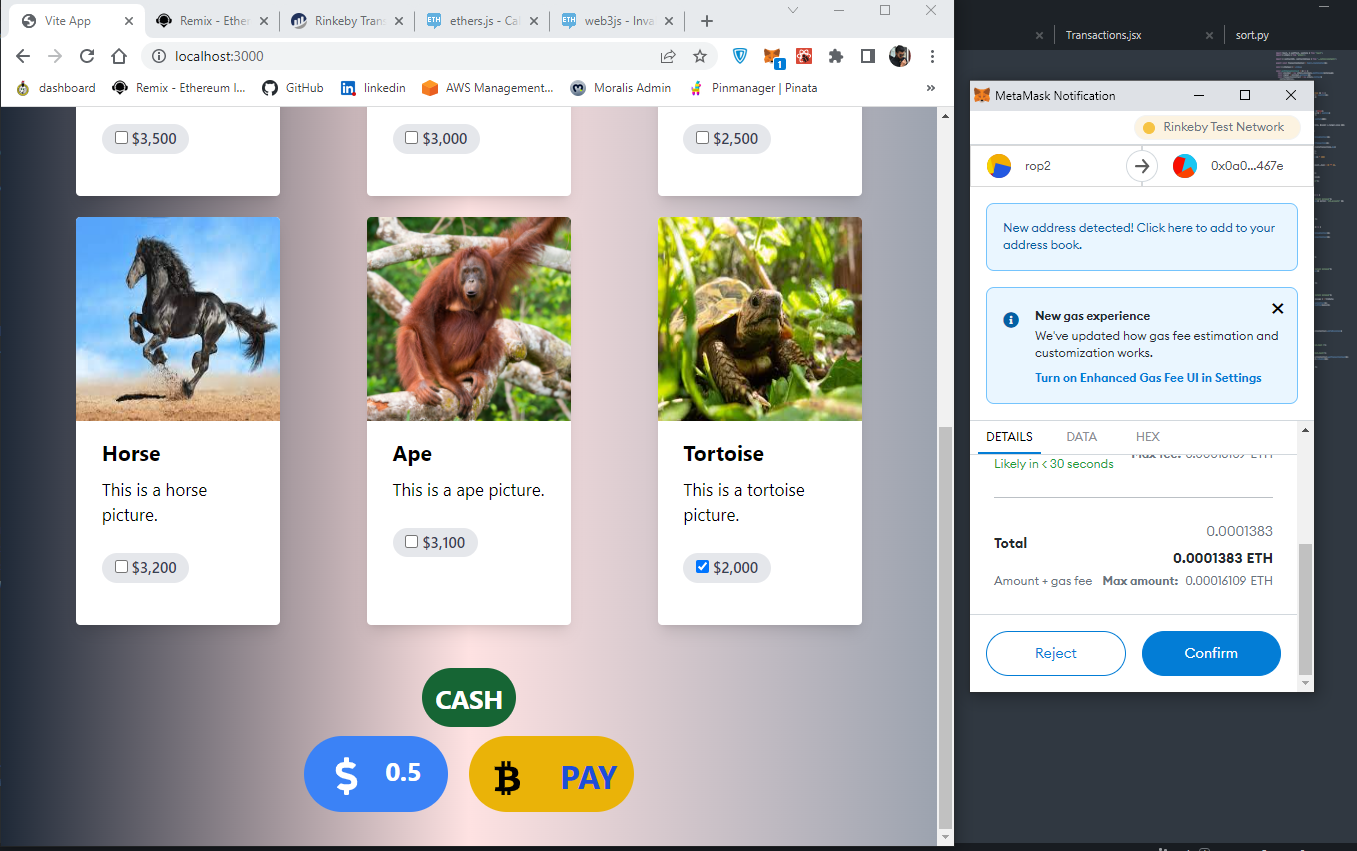 Vite App
Remix - Ether
Rinkeby Trans
ethers.js - Cal
web3js - Inva
localhost:3000
1
dashboard
Remix - Ethereum I...
GitHub
linkedin
AWS Management...
Moralis Admin
Pinmanager | Pinata
»
$3,500
$3,000
$2,500
Horse
This is a horse
picture.
$3,200
Ape
This is a ape picture.
$3,100
Tortoise
This is a tortoise
picture.
$2,000
CASH
$ 0.5
PAY
Transactions.jsx
sort.py
MetaMask Notification
Rinkeby Test Network
rop2
0x0a0...467e
New address detected! Click here to add to your
address book.
New gas experience
We've updated how gas fee estimation and
customization works.
Turn on Enhanced Gas Fee UI in Settings
DETAILS
DATA
HEX
Likely in < 30 seconds
Max fee: 0.00016109 ETH
0.0001383
Total
0.0001383 ETH
Amount + gas fee
Max amount: 0.00016109 ETH
Reject
Confirm